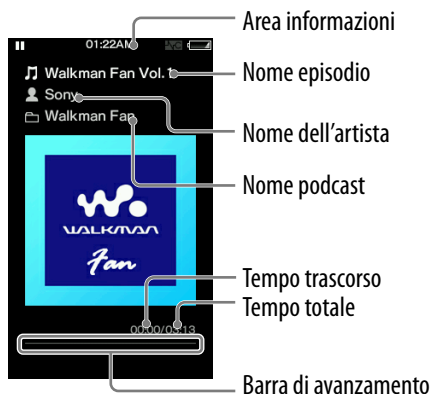 01:22AM
Area informazioni
Walkman Fan Vol.1
Nome episodio
Sony
Nome dell'artista
Walkman Fan
Nome podcast
WALKMAN
Fan
Tempo trascorso
00:00/03:13
Tempo totale
Barra di avanzamento